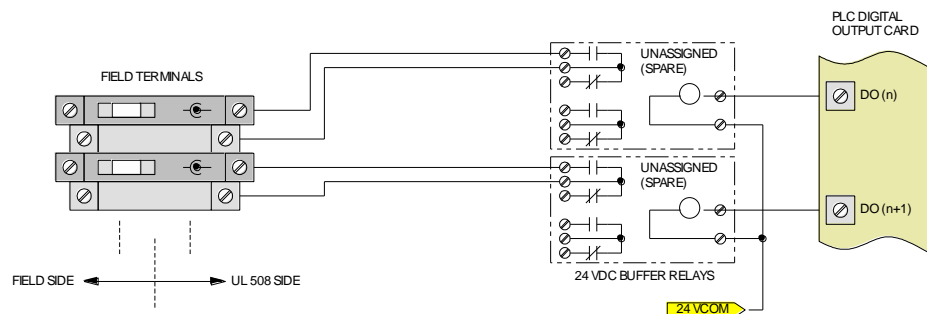 PLC DIGITAL
OUTPUT CARD
FIELD TERMINALS
UNASSIGNED
(SPARE)
DO (n)
UNASSIGNED
(SPARE)
DO (n+1)
FIELD SIDE
UL 508 SIDE
24 VDC BUFFER RELAYS
24 VCOM